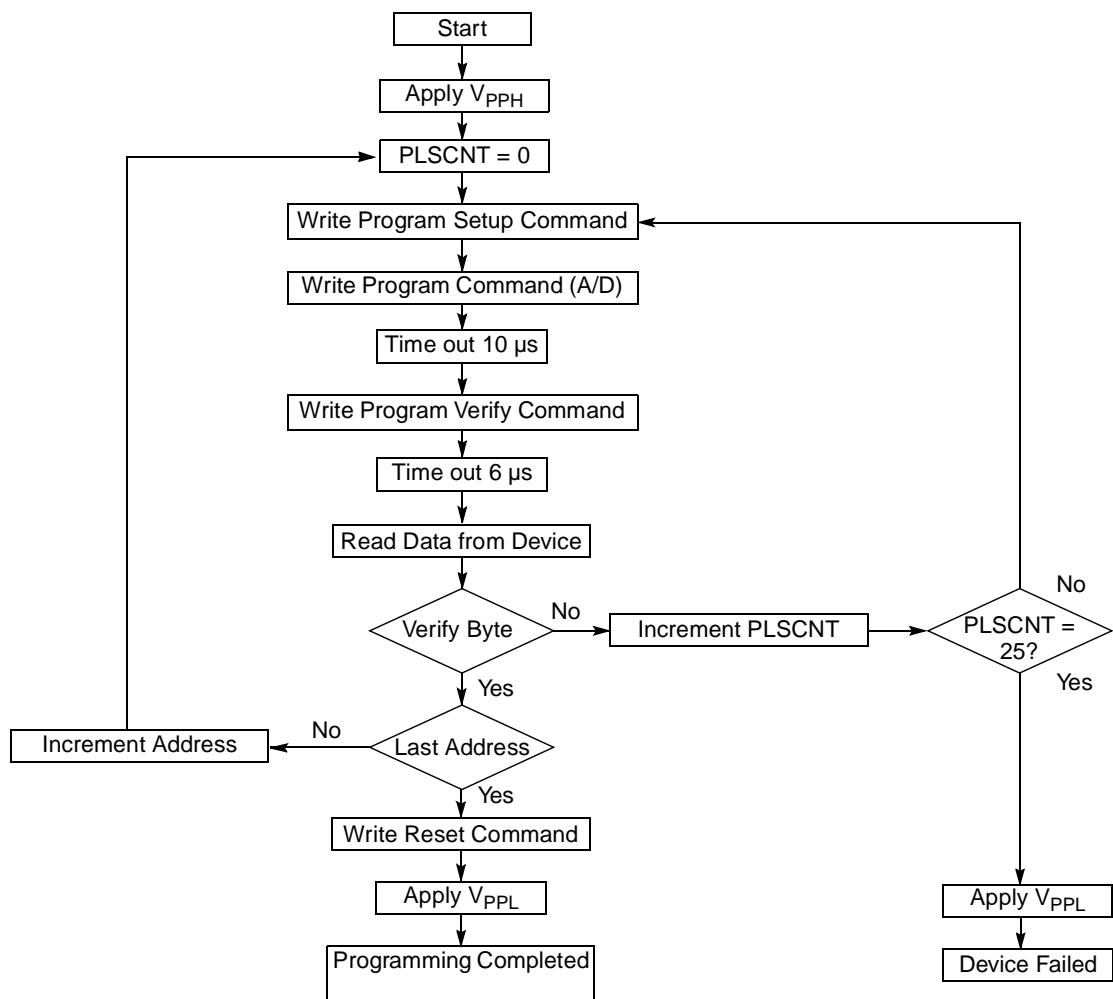 Start
Apply VPPH
PLSCNT = 0
Write Program Setup Command
Write Program Command (A/D)
Time out 10 µs
Write Program Verify Command
Time out 6 µs
Read Data from Device
Verify Byte
No
Increment PLSCNT
PLSCNT =
25?
No
Yes
Yes
Last Address
No
Increment Address
Yes
Write Reset Command
Apply VPPL
Programming Completed
Apply VPPL
Device Failed